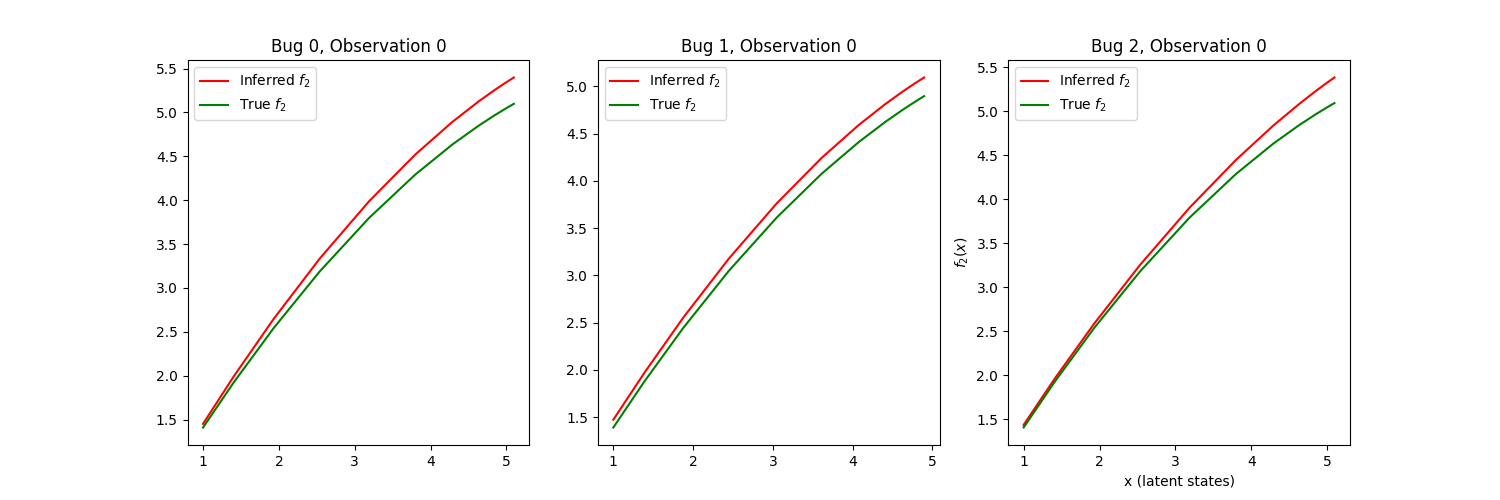 Bug 0, Observation 0
Inferred f₂
True f₂
5.5
5.0
4.5
4.0
3.5
3.0
2.5
2.0
1.5
1 2 3 4 5
Bug 1, Observation 0
Inferred f₂
True f₂
5.0
4.5
4.0
3.5
3.0
2.5
2.0
1.5
1 2 3 4 5
Bug 2, Observation 0
Inferred f₂
True f₂
f₂(x)
5.5
5.0
4.5
4.0
3.5
3.0
2.5
2.0
1.5
1 2 3 4 5
x (latent states)